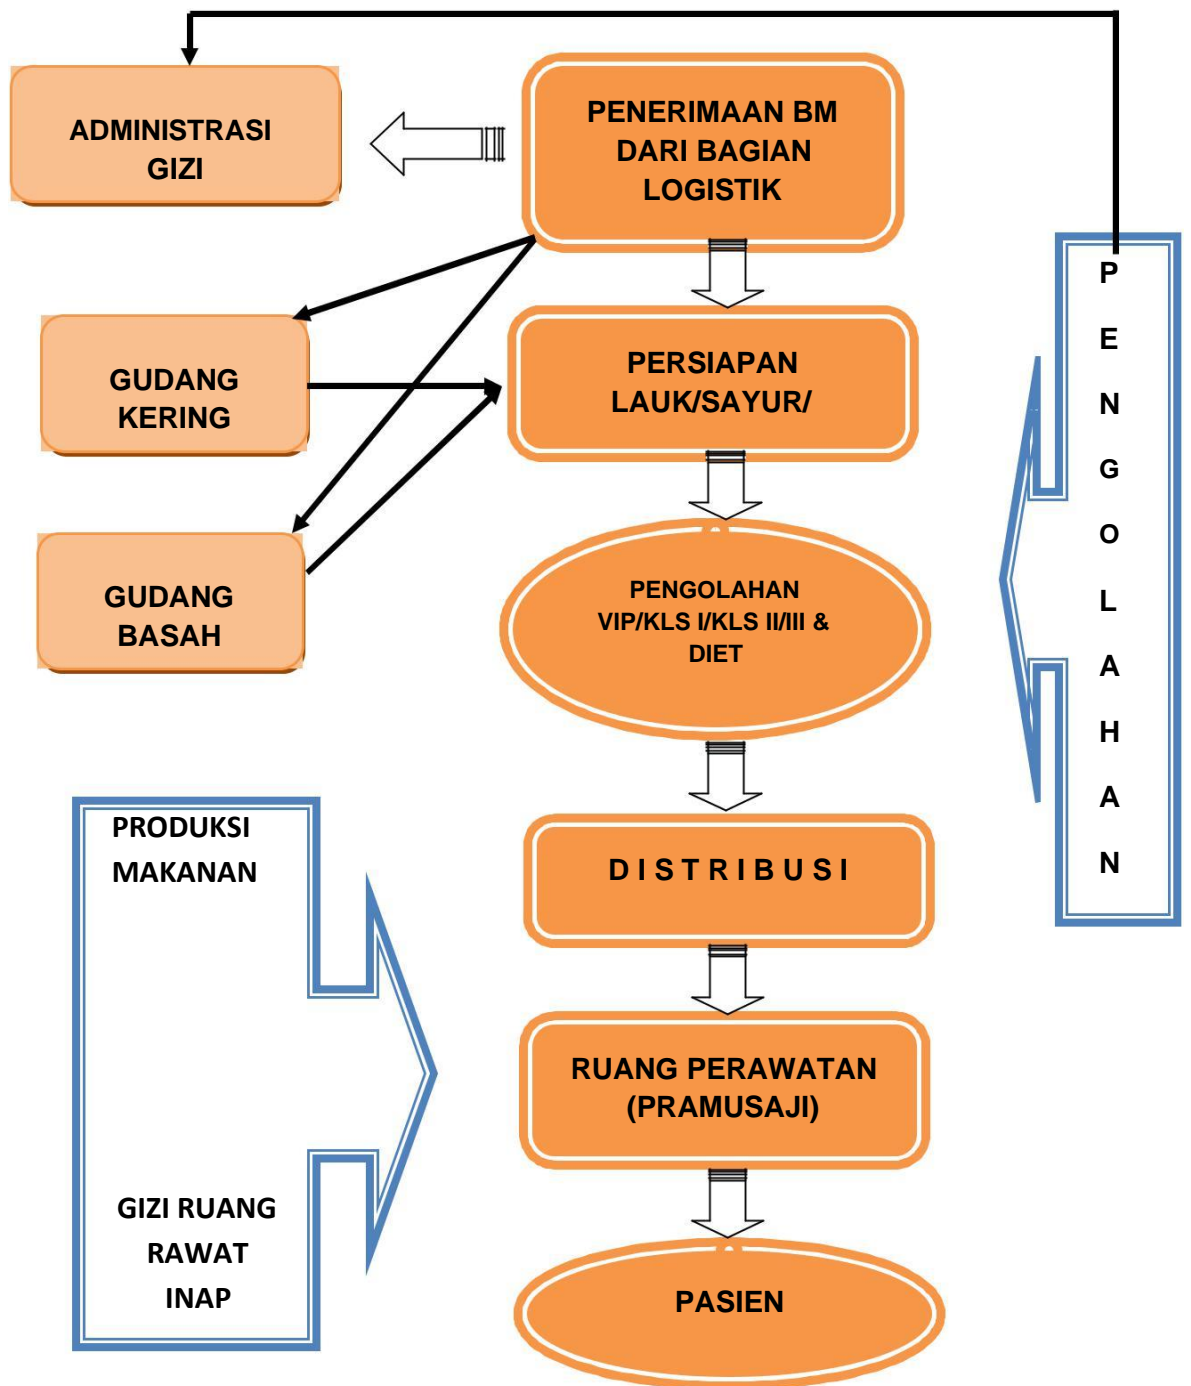 ADMINISTRASI
GIZI
PENERIMAAN BM
DARI BAGIAN
LOGISTIK
GUDANG
KERING
PERSIAPAN
LAUK/SAYUR/
GUDANG
BASAH
PENGOLAHAN
VIP/KLS I/KLS II/III &
DIET
P
E
N
G
O
L
A
H
A
N
PRODUKSI
MAKANAN
D I S T R I B U S I
RUANG PERAWATAN
(PRAMUSAJI)
GIZI RUANG
RAWAT
INAP
PASIEN